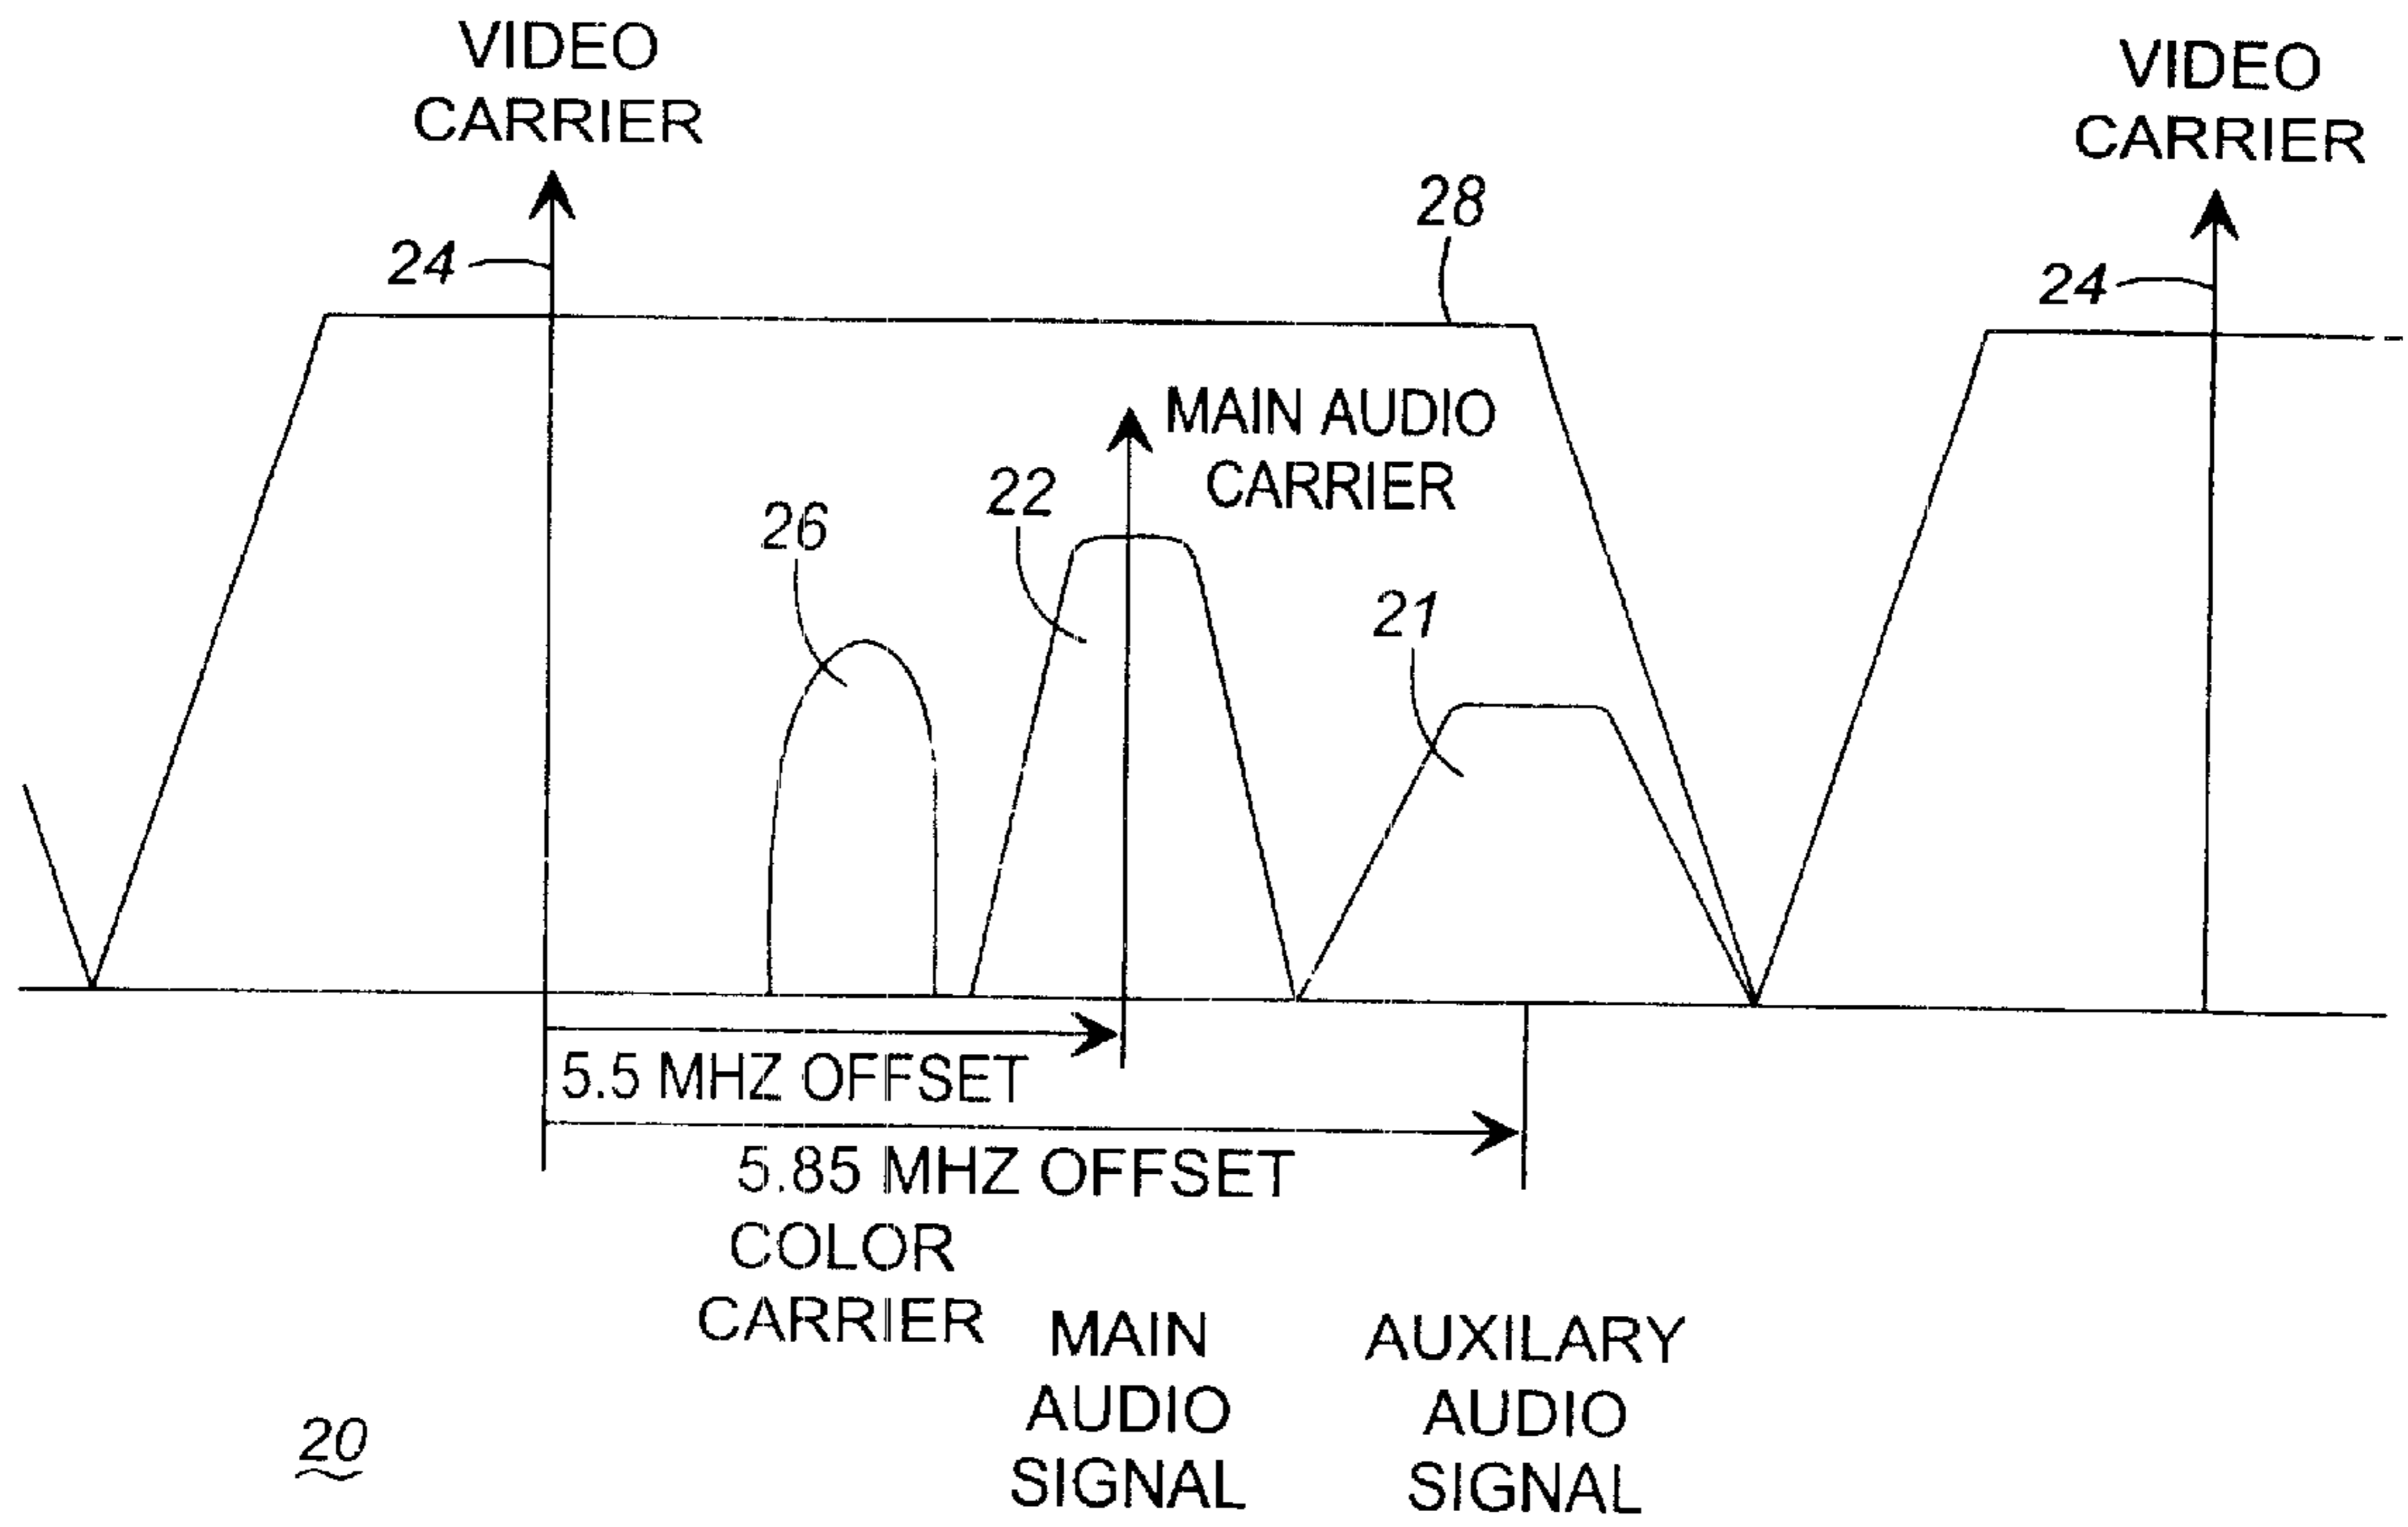 VIDEO
CARRIER
VIDEO
CARRIER
28
24
24
MAIN AUDIO
CARRIER
22
26
21
5.5 MHZ OFFSET
5.85 MHZ OFFSET
COLOR
CARRIER
MAIN
AUDIO
SIGNAL
AUXILARY
AUDIO
SIGNAL
20